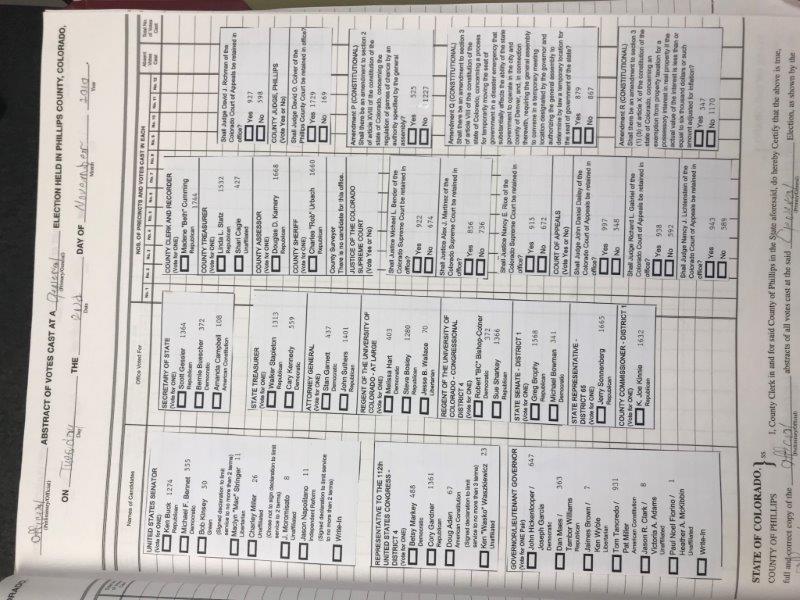 Official ABSTRACT OF VOTES CAST AT A General ELECTION HELD IN PHILLIPS COUNTY, COLORADO,
(Primary/General)
ON Tuesday THE 2nd DAY OF November 2010
Day Date Month Year
Names of Candidates
UNITED STATES SENATOR
(Vote for ONE)
Ken Buck 1274
Republican
Michael F. Bennet 355
Democratic
Bob Kinsey 30
Green
(Signed declaration to limit
service to no more than 2 terms)
Maclyn "Mac" Stringer 11
Libertarian
Charley Miller 26
Unaffiliated
(Chose not to sign declaration to limit
service to 2 terms)
J. Moromisato 8
Unaffiliated
Jason Napolitano 11
Independent Reform
(Signed declaration to limit service
to no more than 2 terms)
Write-In
REPRESENTATIVE TO THE 112th
UNITED STATES CONGRESS -
DISTRICT 4
(Vote for ONE)
Betsy Markey 488
Democratic
Cory Gardner 1361
Republican
Doug Aden 67
American Constitution
(Signed declaration to limit
service to no more than 3 terms)
Ken "Wasko" Waszkiewicz 23
Unaffiliated
GOVERNOR/LIEUTENANT GOVERNOR
(Vote for ONE Pair)
John Hickenlooper / 647
Joseph Garcia
Democratic
Dan Maes / 363
Tambor Williams
Republican
Jaimes Brown /
Ken Wyble
Libertarian
Tom Tancredo / 931
Pat Miller
American Constitution
Jason R. Clark / 8
Victoria A. Adams
Unaffiliated
Paul Noel Fiorino / 1
Heather A. McKibbin
Unaffiliated
Write-In
Office Voted For
SECRETARY OF STATE
(Vote for ONE)
Scott Gessler 1364
Republican
Bernie Buescher 372
Democratic
Amanda Campbell 108
American Constitution
STATE TREASURER
(Vote for ONE)
Walker Stapleton 1313
Republican
Cary Kennedy 559
Democratic
ATTORNEY GENERAL
(Vote for ONE)
Stan Garnett 437
Democratic
John Suthers 1401
Republican
REGENT OF THE UNIVERSITY OF
COLORADO - AT LARGE
(Vote for ONE)
Melissa Hart 403
Democratic
Steve Bosley 1280
Republican
Jesse B. Wallace 70
Libertarian
REGENT OF THE UNIVERSITY OF
COLORADO - CONGRESSIONAL
DISTRICT 4
(Vote for ONE)
Robert "BC" Bishop-Cotner
Democratic 372
Sue Sharkey 1366
Republican
STATE SENATE - DISTRICT 1
(Vote for ONE)
Greg Brophy 1568
Republican
Michael Bowman 341
Democratic
STATE REPRESENTATIVE -
DISTRICT 65
(Vote for ONE)
Jerry Sonnenberg 1665
Republican
COUNTY COMMISSIONER - DISTRICT 1
(Vote for ONE)
K. Joe Kinnie 1632
Republican
NOS. OF PRECINCTS AND VOTES CAST IN EACH
COUNTY CLERK AND RECORDER
(Vote for ONE)
Madaline "Beth" Cumming
Republican 1744
COUNTY TREASURER
(Vote for ONE)
Linda L. Statz 1532
Republican
Shari Cagle 427
Unaffiliated
COUNTY ASSESSOR
(Vote for ONE)
Douglas D. Kamery 1668
Republican
COUNTY SHERIFF
(Vote for ONE)
Charles "Rob" Urbach 1660
Republican
County Surveyor
There is no candidate for this office.
JUSTICE OF THE COLORADO
SUPREME COURT
(Vote Yes or No)
Shall Justice Michael L. Bender of the
Colorado Supreme Court be retained in
office?
Yes 922
No 674
Shall Justice Alex J. Martinez of the
Colorado Supreme Court be retained in
office?
Yes 856
No 736
Shall Justice Nancy E. Rice of the
Colorado Supreme Court be retained in
office?
Yes 915
No 672
COURT OF APPEALS
(Vote Yes or No)
Shall Judge John Daniel Dailey of the
Colorado Court of Appeals be retained in
office?
Yes 997
No 548
Shall Judge Richard L. Gabriel of the
Colorado Court of Appeals be retained in
office?
Yes 938
No 592
Shall Judge Nancy J. Lichtenstein of the
Colorado Court of Appeals be retained in
office?
Yes 943
No 589
Shall Judge David J. Richman of the
Colorado Court of Appeals be retained in
office?
Yes 927
No 598
COUNTY JUDGE, PHILLIPS
(Vote Yes or No)
Shall Judge David O. Colver of the
Phillips County Court be retained in office?
Yes 1729
No 169
Amendment P (CONSTITUTIONAL)
Shall there be an amendment to section 2
of article XVIII of the constitution of the
state of Colorado, concerning the
regulation of games of chance by an
authority specified by the general
assembly?
Yes 525
No 1227
Amendment Q (CONSTITUTIONAL)
Shall there be an amendment to section 3
of article VIII of the constitution of the
state of Colorado, concerning a process
for temporarily moving the seat of
government in a disaster emergency that
substantially affects the ability of the state
government to operate in the city and
county of Denver, and, in connection
therewith, requiring the general assembly
to convene in a temporary meeting
location designated by the governor and
authorizing the general assembly to
determine by law a temporary location for
the seat of government of the state?
Yes 879
No 867
Amendment R (CONSTITUTIONAL)
Shall there be an amendment to section 3
(1) (b) of article X of the constitution of the
state of Colorado, concerning an
exemption from property taxation for a
possessory interest in real property if the
actual value of the interest is less than or
equal to six thousand dollars or such
amount adjusted for inflation?
Yes 547
No 1170
STATE OF COLORADO
COUNTY OF PHILLIPS
ss
I, County Clerk in and for said County of Phillips in the State aforesaid, do hereby Certify that the above is true,
full and correct copy of the Official abstracts of all votes cast at the said General Election, as shown by the